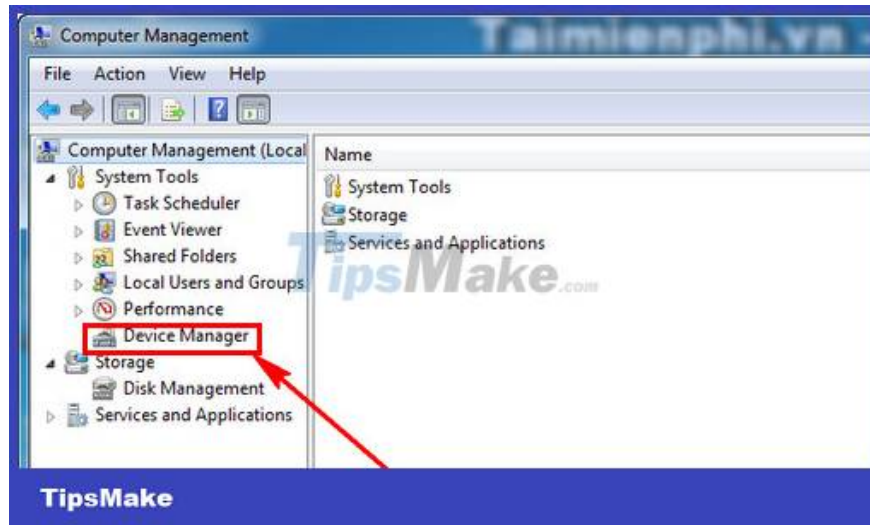 Computer Management
Taimienphi.vn -
File Action View Help
Computer Management (Local
System Tools
Task Scheduler
Event Viewer
Shared Folders
Local Users and Groups
Performance
Device Manager
Storage
Disk Management
Services and Applications
Name
System Tools
Storage
Services and Applications
TipsMake.com
TipsMake